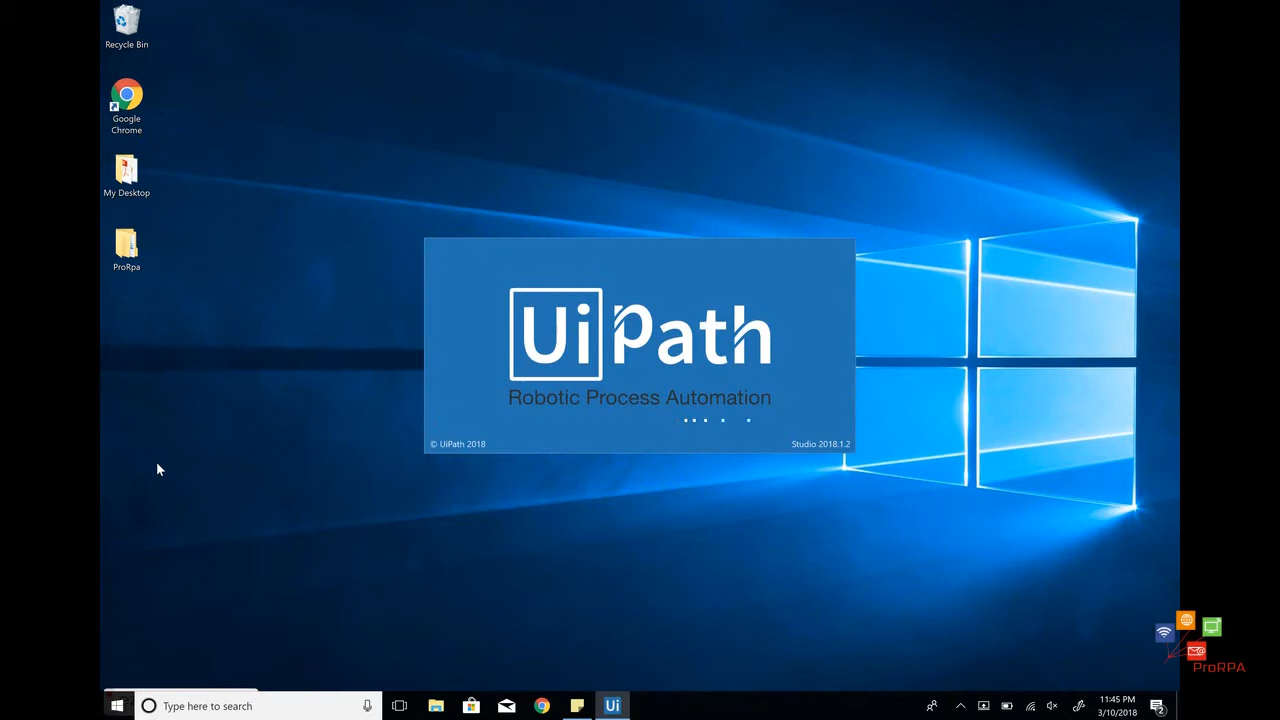 Recycle Bin
Google
Chrome
My Desktop
ProRpa
UiPath
Robotic Process Automation
© UiPath 2018
Studio 2018.1.2
ProRPA
Type here to search
Ui
11:45 PM
3/10/2018
2